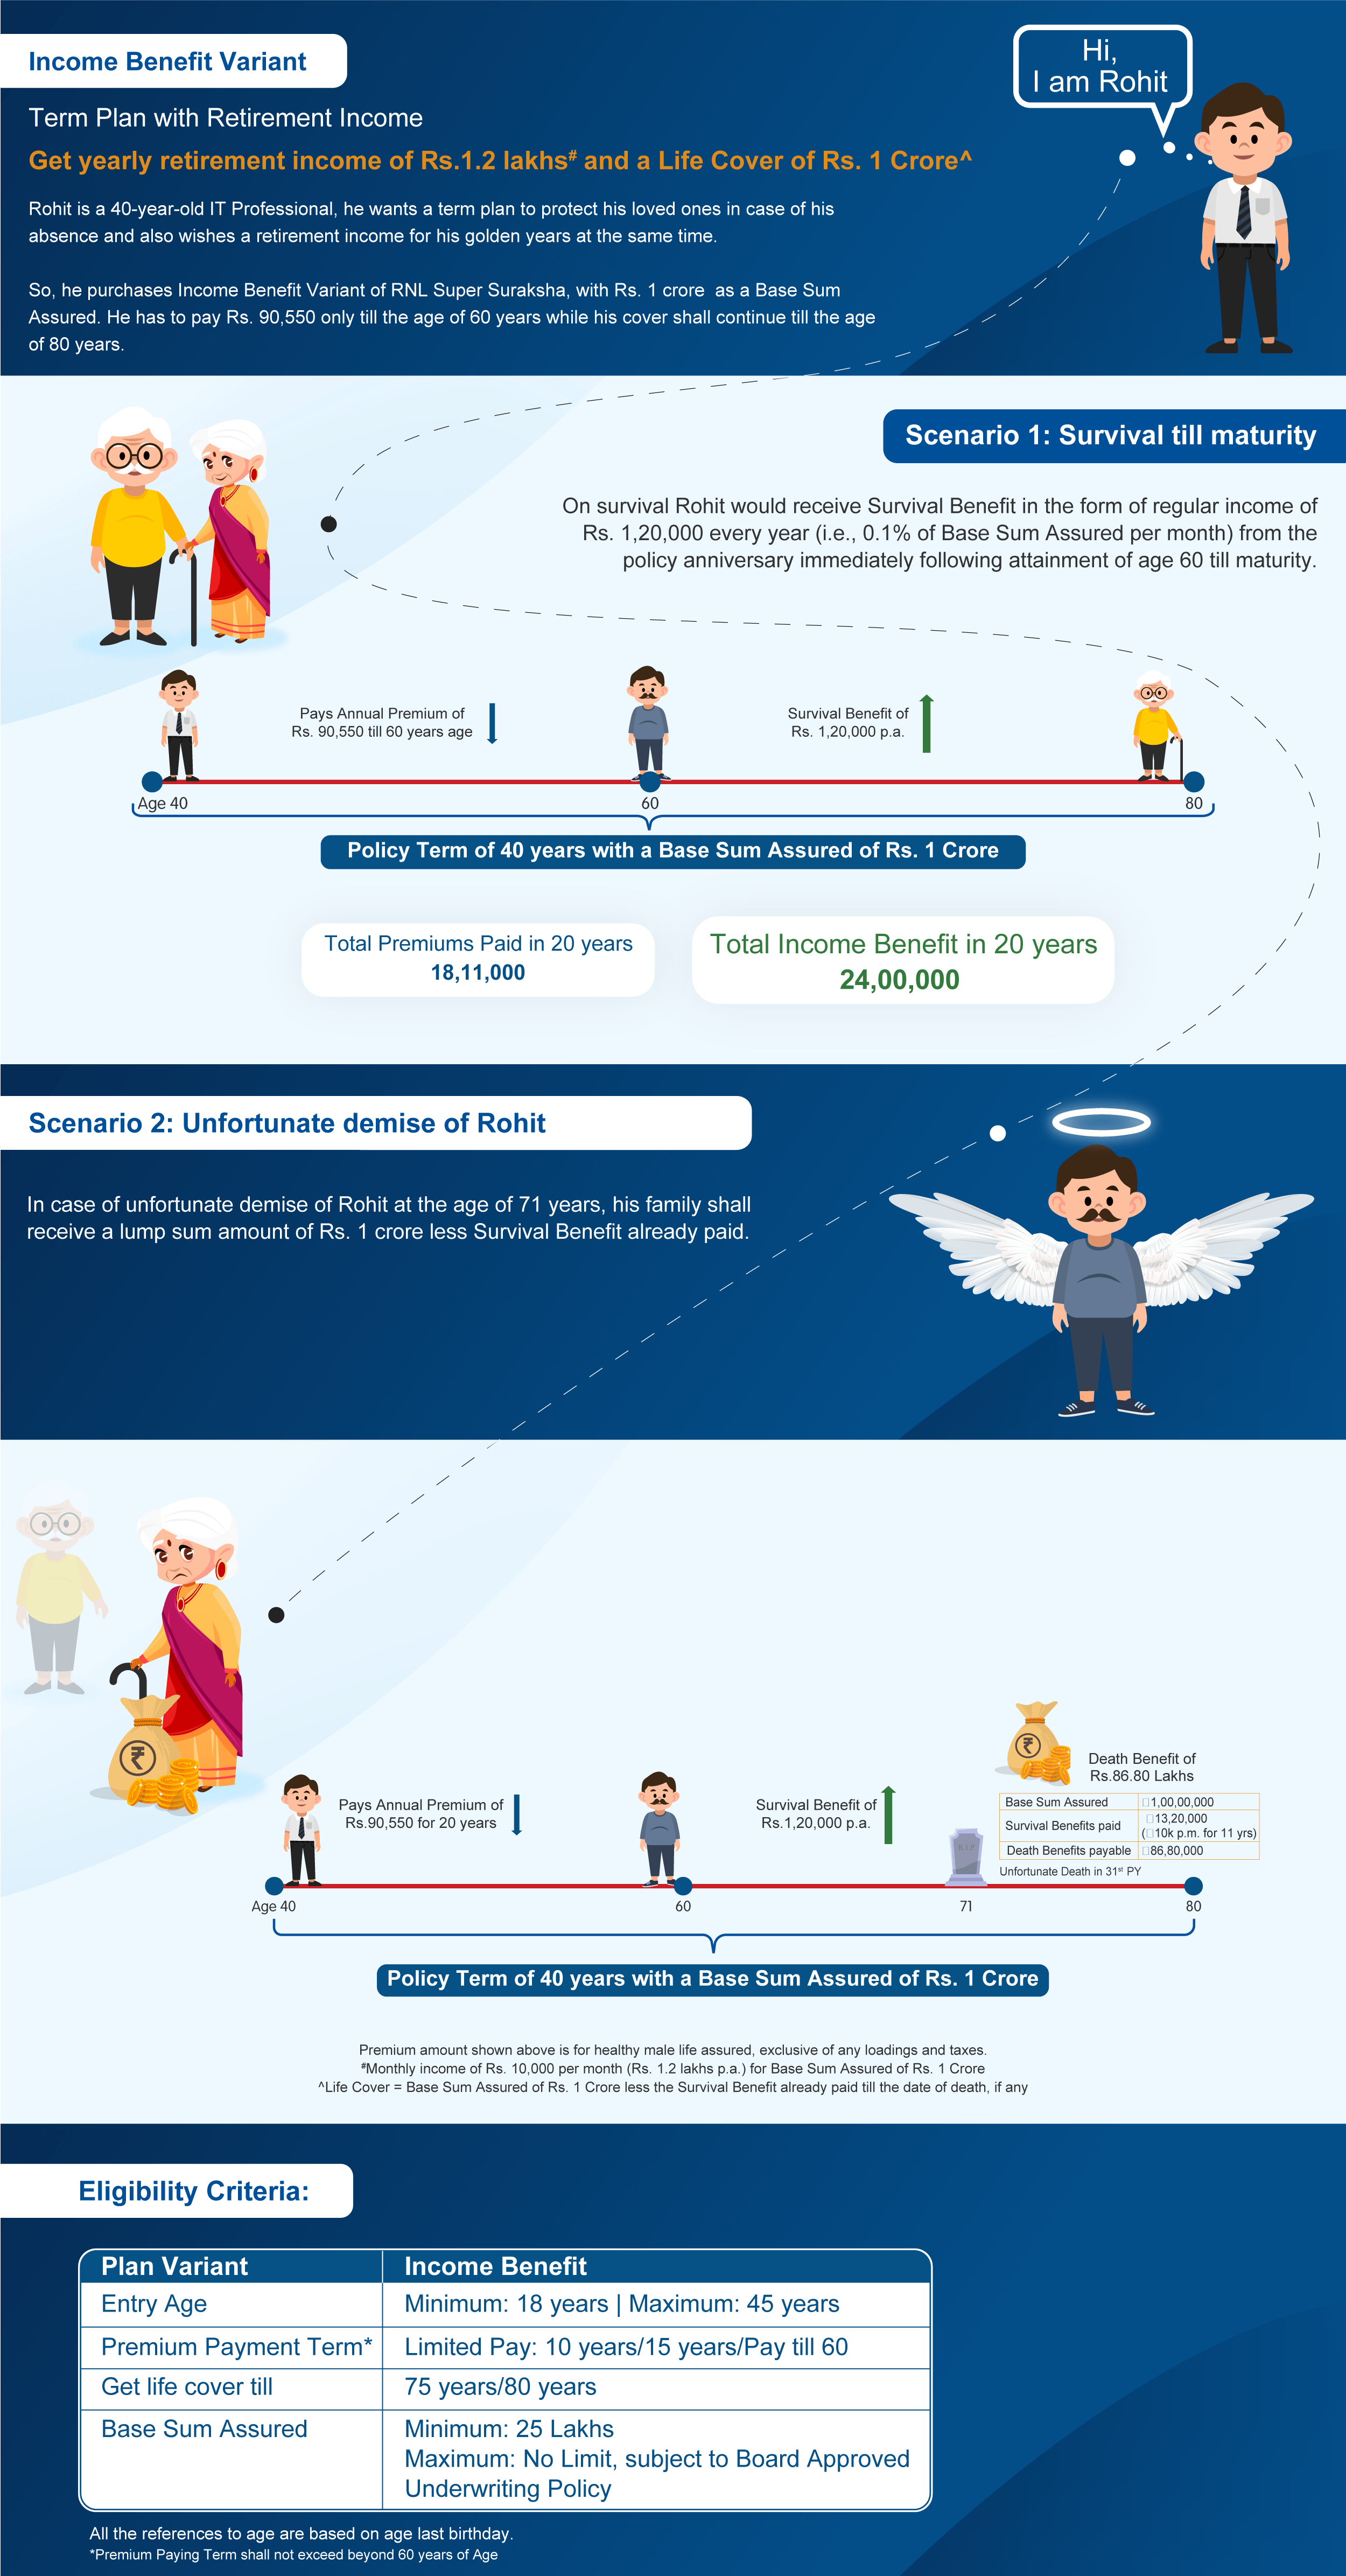 Income Benefit Variant
Hi,
I am Rohit
Term Plan with Retirement Income
Get yearly retirement income of Rs.1.2 lakhs# and a Life Cover of Rs. 1 Crore^
Rohit is a 40-year-old IT Professional, he wants a term plan to protect his loved ones in case of his
absence and also wishes a retirement income for his golden years at the same time.
So, he purchases Income Benefit Variant of RNL Super Suraksha, with Rs. 1 crore as a Base Sum
Assured. He has to pay Rs. 90,550 only till the age of 60 years while his cover shall continue till the age
of 80 years.
Scenario 1: Survival till maturity
On survival Rohit would receive Survival Benefit in the form of regular income of
Rs. 1,20,000 every year (i.e., 0.1% of Base Sum Assured per month) from the
policy anniversary immediately following attainment of age 60 till maturity.
Pays Annual Premium of
Rs. 90,550 till 60 years age
Survival Benefit of
Rs. 1,20,000 p.a.
Age 40
60
80
Policy Term of 40 years with a Base Sum Assured of Rs. 1 Crore
Total Premiums Paid in 20 years
18,11,000
Total Income Benefit in 20 years
24,00,000
Scenario 2: Unfortunate demise of Rohit
In case of unfortunate demise of Rohit at the age of 71 years, his family shall
receive a lump sum amount of Rs. 1 crore less Survival Benefit already paid.
₹
₹
Death Benefit of
Rs.86.80 Lakhs
Pays Annual Premium of
Rs.90,550 for 20 years
Survival Benefit of
Rs.1,20,000 p.a.
Base Sum Assured □1,00,00,000
Survival Benefits paid □13,20,000
(□10k p.m. for 11 yrs)
Death Benefits payable □86,80,000
R.I.P
Unfortunate Death in 31st PY
Age 40
60
71
80
Policy Term of 40 years with a Base Sum Assured of Rs. 1 Crore
Premium amount shown above is for healthy male life assured, exclusive of any loadings and taxes.
#Monthly income of Rs. 10,000 per month (Rs. 1.2 lakhs p.a.) for Base Sum Assured of Rs. 1 Crore
^Life Cover = Base Sum Assured of Rs. 1 Crore less the Survival Benefit already paid till the date of death, if any
Eligibility Criteria:
Plan Variant Income Benefit
Entry Age Minimum: 18 years | Maximum: 45 years
Premium Payment Term* Limited Pay: 10 years/15 years/Pay till 60
Get life cover till 75 years/80 years
Base Sum Assured Minimum: 25 Lakhs
Maximum: No Limit, subject to Board Approved
Underwriting Policy
All the references to age are based on age last birthday.
*Premium Paying Term shall not exceed beyond 60 years of Age